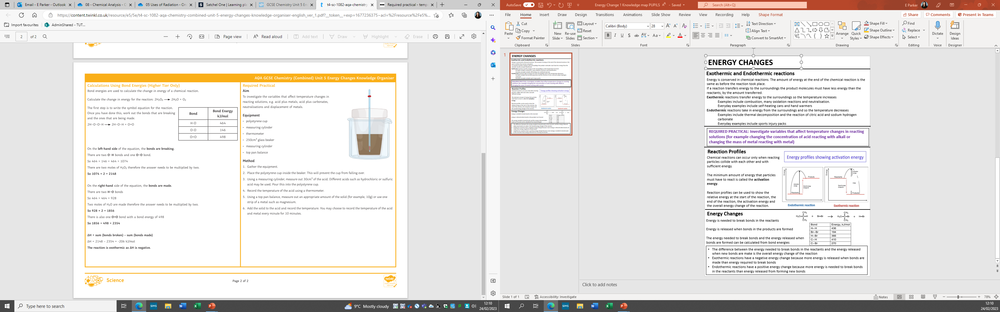 Email - E Parker - Outlook
08 - Chemical Analysis - C
05 Uses of Radiation - On
Satchel One | Learning pla
GCSE Chemistry Unit 5 En
t4-sc-1082-aqa-chemistry
Required practical - temp
https://content.twinkl.co.uk/resource/e5/5e/t4-sc-1082-aqa-chemistry-combined-unit-5-energy-changes-knowledge-organiser-english_ver_1.pdf?__token__=exp=1677236375~acl=%2Fresource%2Fe5%...
Import favourites
AdminShared - TUT...
2 of 2
Page view
Read aloud
Add text
Draw
Highlight
Erase
AQA GCSE Chemistry (Combined) Unit 5 Energy Changes Knowledge Organiser
Calculations Using Bond Energies (Higher Tier Only)
Bond energies are used to calculate the change in energy of a chemical reaction.
Calculate the change in energy for the reaction: 2H₂O₂ ⟶ 2H₂O + O₂
The first step is to write the symbol equation for the reaction.
Once you have done this, work out the bonds that are breaking
and the ones that are being made.
2H-O-O-H ⟶ 2H-O-H + O=O
Bond Bond Energy
kJ/mol
H-O 464
O-O 146
O=O 498
On the left-hand side of the equation, the bonds are breaking.
There are two O-H bonds and one O-O bond.
So 464 + 146 + 464 = 1074
There are two moles of H₂O₂ therefore the answer needs to be multiplied by two.
So 1074 × 2 = 2148
On the right-hand side of the equation, the bonds are made.
There are two H-O bonds
So 464 + 464 = 928
Two moles of H₂O are made therefore the answer needs to be multiplied by two.
So 928 × 2 = 1856
There is also one O=O bond with a bond energy of 498
So 1856 + 498 = 2354
ΔH = sum (bonds broken) - sum (bonds made)
ΔH = 2148 - 2354 = -206 kJ/mol
The reaction is exothermic as ΔH is negative.
Required Practical
Aim
To investigate the variables that affect temperature changes in
reacting solutions, e.g. acid plus metals, acid plus carbonates,
neutralisations and displacement of metals.
Equipment
• polystyrene cup
• measuring cylinder
• thermometer
• 250cm³ glass beaker
• measuring cylinder
• top pan balance
Method
1. Gather the equipment.
2. Place the polystyrene cup inside the beaker. This will prevent the cup from falling over.
3. Using a measuring cylinder, measure out 30cm³ of the acid. Different acids such as hydrochloric or sulfuric
acid may be used. Pour this into the polystyrene cup.
4. Record the temperature of the acid using a thermometer.
5. Using a top pan balance, measure out an appropriate amount of the solid (for example, 10g) or use one
strip of a metal such as magnesium.
6. Add the solid to the acid and record the temperature. You may choose to record the temperature of the acid
and metal every minute for 10 minutes.
Science
Page 2 of 2
twinkl
Type here to search
SIMS
9°C Mostly cloudy
12:10
24/02/2023
AutoSave On
Energy Change 1 Knowledge map PUPILS - Saved
Search (Alt+Q)
E Parker
File Home Insert Draw Design Transitions Animations Slide Show Review View Recording Help Shape Format
Share Comments Present in Teams
Paste
Cut
Copy
Format Painter
Clipboard
New Slide
Re-use Slides
Layout
Reset
Section
Slides
Calibri (Body) 28
Font
Text Direction
Align Text
Convert to SmartArt
Paragraph
Arrange
Quick Styles
Shape Fill
Shape Outline
Shape Effects
Drawing
Find
Replace
Select
Editing
Dictate
Voice
Design Ideas
Designer
1
ENERGY CHANGES
Exothermic and Endothermic reactions
Energy is conserved in chemical reactions. The amount of energy at the end of the chemical reaction is the
same as before the reaction took place.
If a reaction transfers energy to the surroundings the product molecules must have less energy than the
reactants, by the amount transferred.
Exothermic reactions transfer energy to the surroundings so the temperature increases
Examples include combustion, many oxidation reactions and neutralisation.
Everyday examples include self-heating cans and hand warmers
Endothermic reactions take in energy from the surroundings and so the temperature decreases
Examples include thermal decomposition and the reaction of citric acid and sodium hydrogen
carbonate
Everyday examples include sports injury packs
REQUIRED PRACTICAL: Investigate variables that affect temperature changes in reacting
solutions (for example changing the concentration of acid reacting with alkali or
changing the mass of metal reacting with metal)
Reaction Profiles
Chemical reactions can occur only when reacting
particles collide with each other and with
sufficient energy.
The minimum amount of energy that particles
must have to react is called the activation
energy.
Reaction profiles can be used to show the
relative energy at the start of the reaction, the
end of the reaction, the activation energy and
the overall energy change of the reaction.
Energy profiles showing activation energy
Energy
Activation energy
Products
Overall energy change
Reactants
Endothermic reaction
Energy
Reactants
Activation energy
Overall energy change
Products
Exothermic reaction
Energy Changes
Energy is needed to break bonds in the reactants
Energy is released when bonds in the products are formed
The energy needed to break bonds and the energy released when
bonds are formed can be calculated from bond energies
CH₃ CH₃
H₃C-C-H + Br-Br → H₃C-C-Br + H-Br
CH₃ CH₃
Bond Energy, kJ/mol
H-H 436
Br-Br 194
H-Br 366
C-H 410
C-Br 270
• The difference between the energy needed to break bonds in the reactants and the energy released
when new bonds are make is the overall energy change of the reaction
• Exothermic reactions have a negative energy change because more energy is released when bonds are
made than energy required to break bonds
• Endothermic reactions have a positive energy change because more energy is needed to break bonds
in the reactants than energy released from forming new bonds
Click to add notes
Slide 1 of 1
Accessibility: Investigate
Notes
78%
SIMS
12:10
24/02/2023